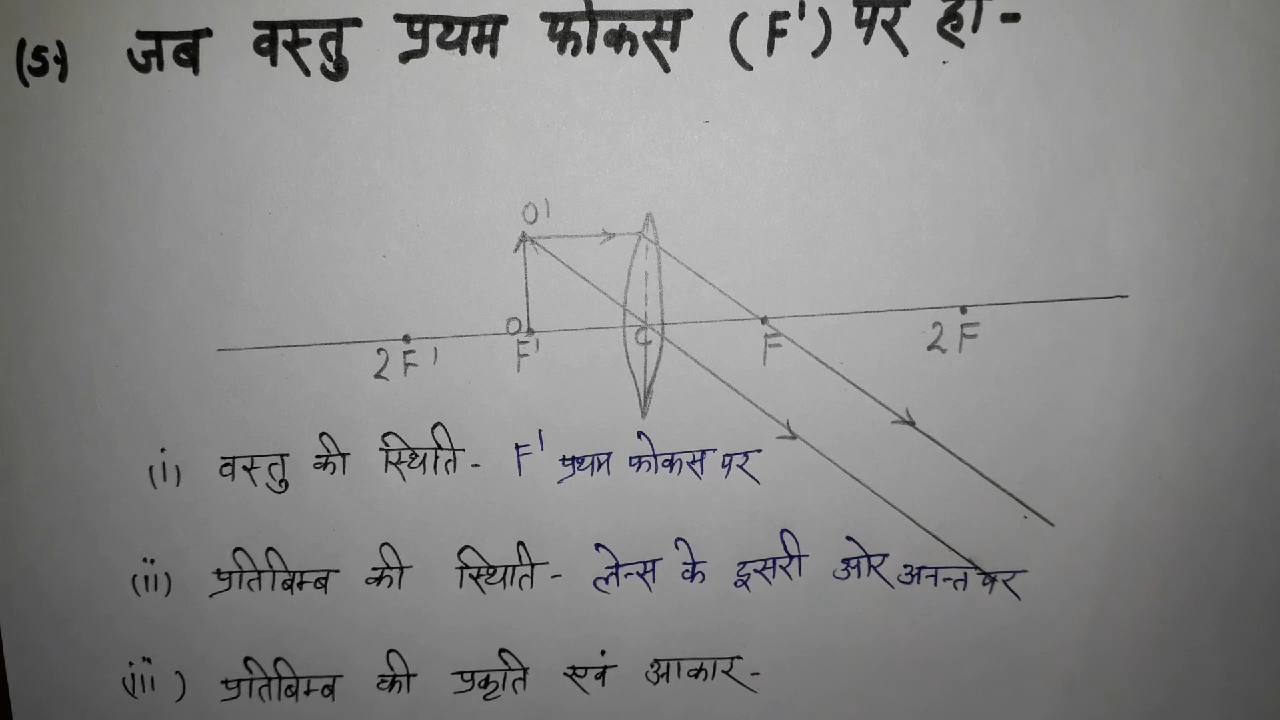 (5.) जब वस्तु प्रथम फोकस (F') पर हो -
O'
O
F'
2F'
C
F
2F
(i) वस्तु की स्थिति - F' प्रथम फोकस पर
(ii) प्रतिबिम्ब की स्थिति - लेन्स के दूसरी ओर अनन्त पर
(iii) प्रतिबिम्ब की प्रकृति एवं आकार -